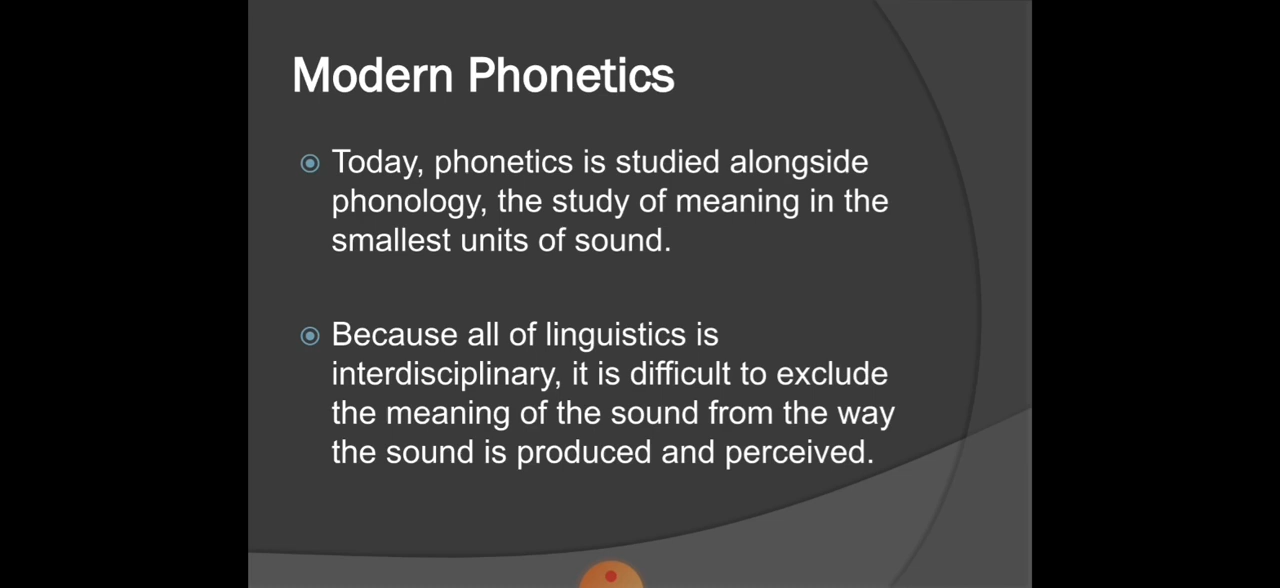 Modern Phonetics
Today, phonetics is studied alongside
phonology, the study of meaning in the
smallest units of sound.
Because all of linguistics is
interdisciplinary, it is difficult to exclude
the meaning of the sound from the way
the sound is produced and perceived.